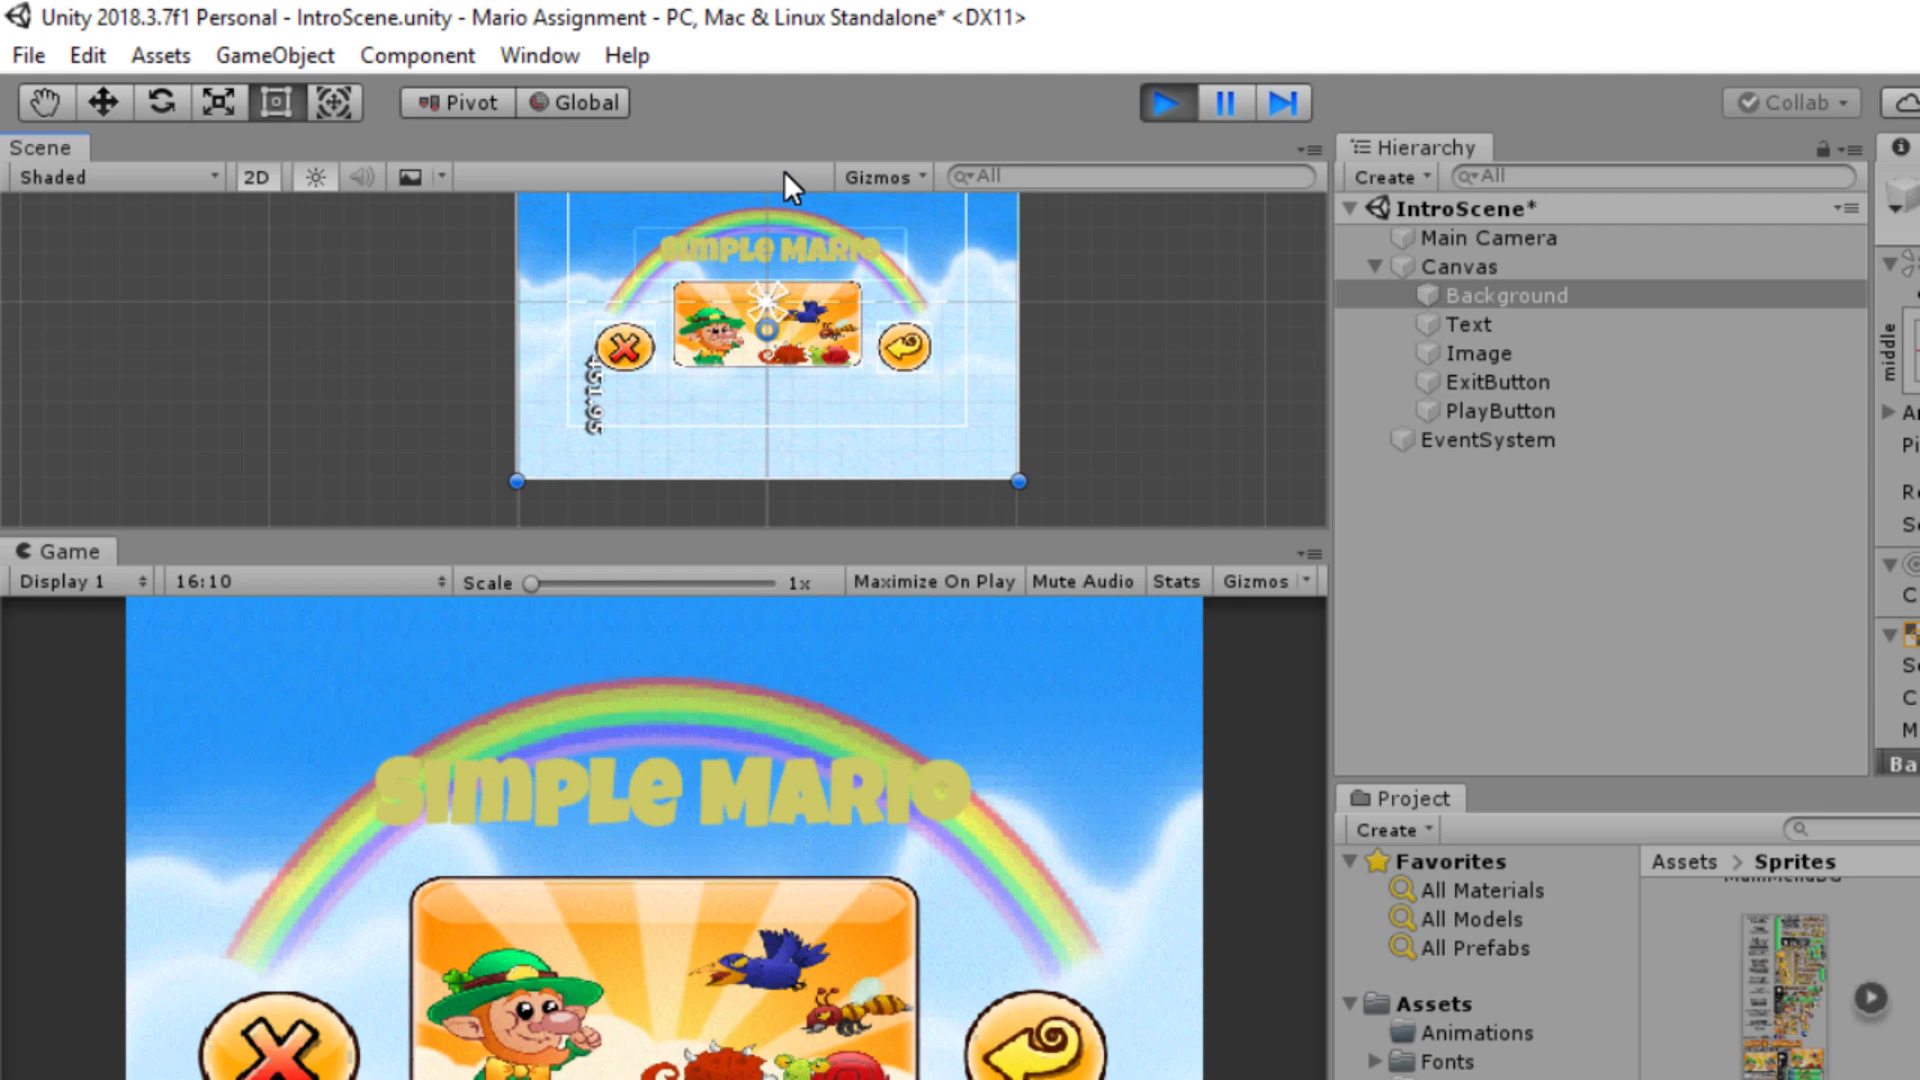 Unity 2018.3.7f1 Personal - IntroScene.unity - Mario Assignment - PC, Mac & Linux Standalone* <DX11>
File Edit Assets GameObject Component Window Help
Pivot Global Collab
Scene
Shaded 2D Gizmos All
SIMPLE MARIO
Hierarchy
Create All
IntroScene*
Main Camera
Canvas
Background
Text
Image
ExitButton
PlayButton
EventSystem
middle
Game
Display 1 16:10 Scale 1x Maximize On Play Mute Audio Stats Gizmos
SIMPLE MARIO
Project
Create
Favorites
All Materials
All Models
All Prefabs
Assets
Animations
Fonts
Assets > Sprites